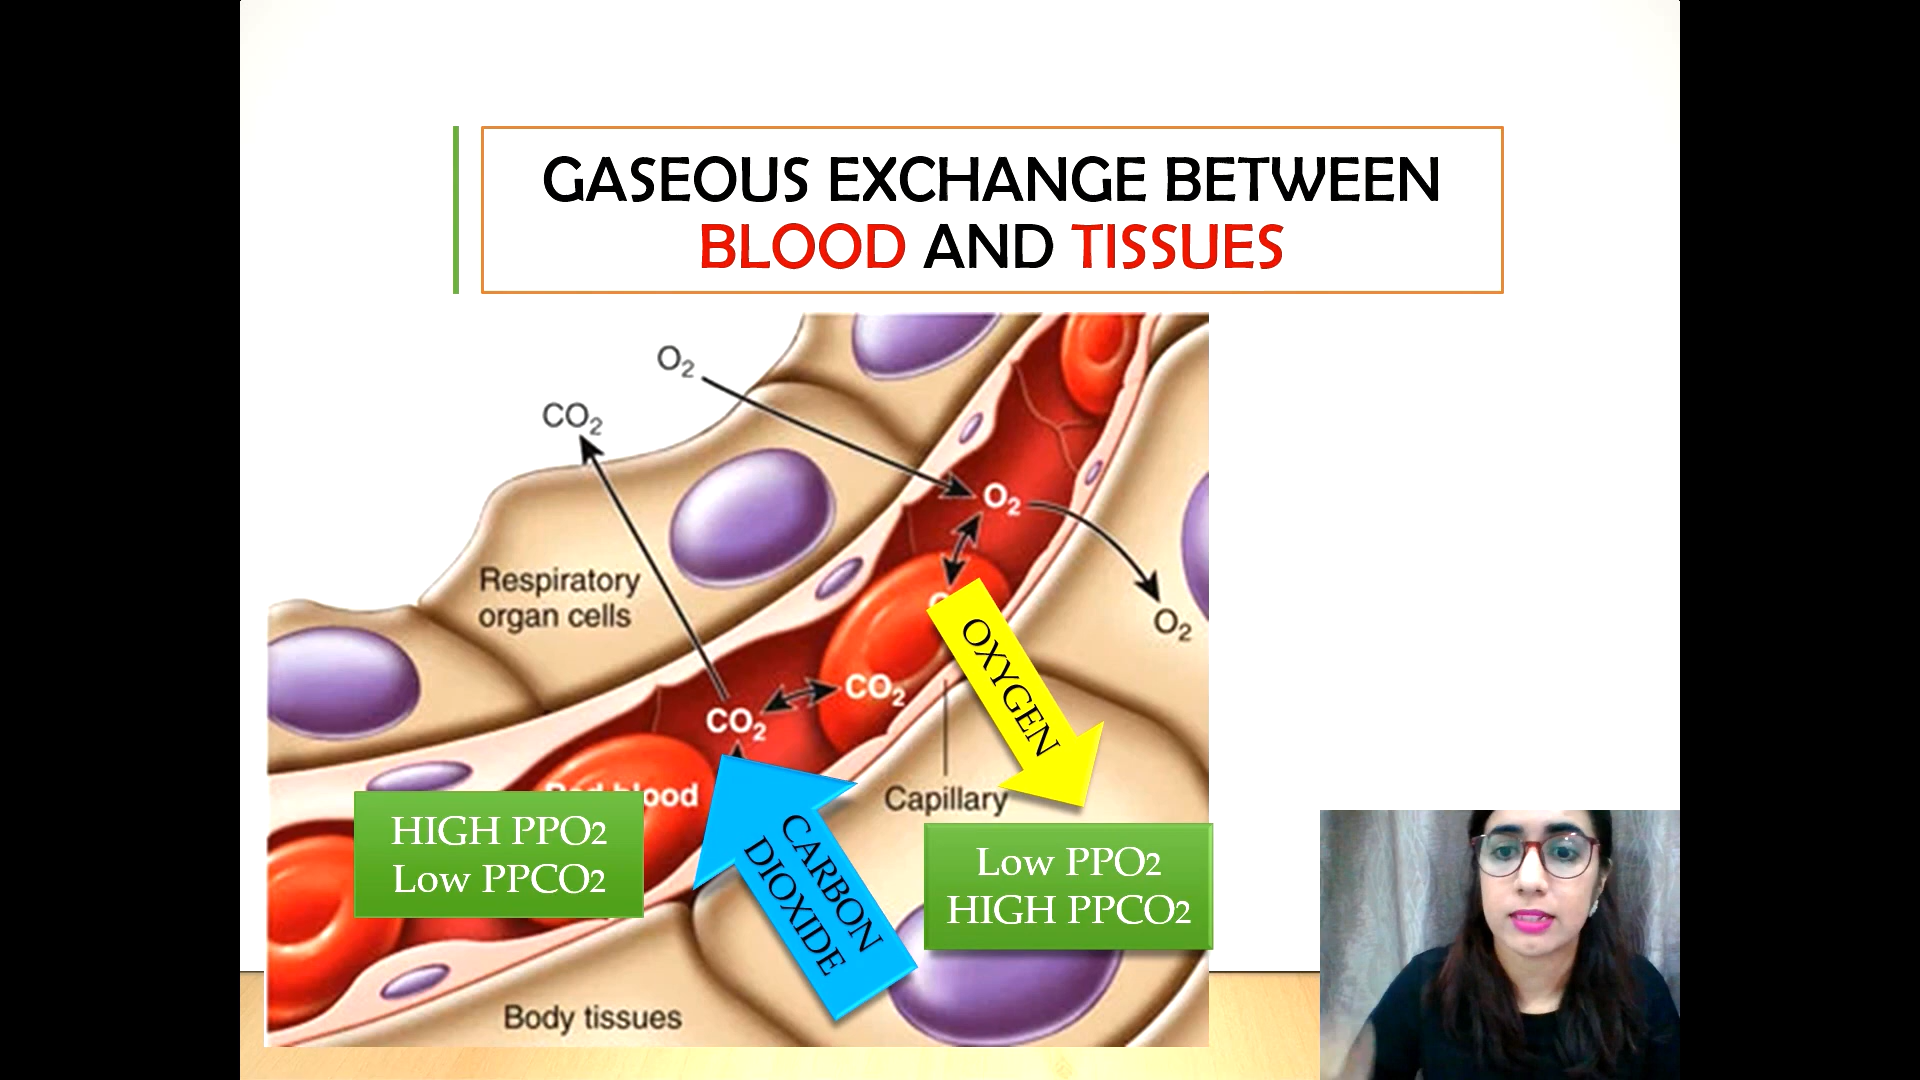 GASEOUS EXCHANGE BETWEEN
BLOOD AND TISSUES
O₂
CO₂
O₂
Respiratory
organ cells
O₂
OXYGEN
CO₂
CO₂
Capillary
blood
HIGH PPO2
Low PPCO2
CARBON
DIOXIDE
Low PPO2
HIGH PPCO2
Body tissues